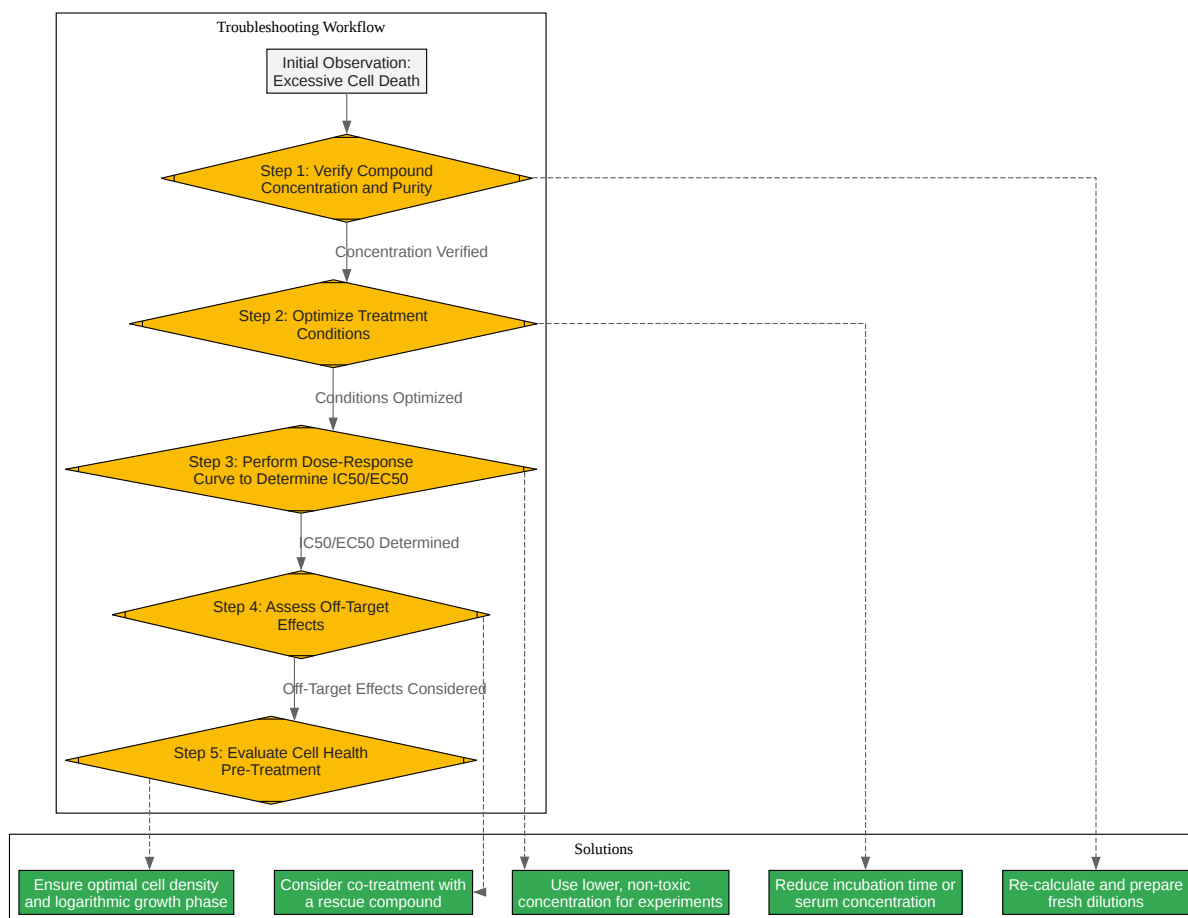 Troubleshooting Workflow
Initial Observation:
Excessive Cell Death
Step 1: Verify Compound
Concentration and Purity
Concentration Verified
Step 2: Optimize Treatment
Conditions
Conditions Optimized
Step 3: Perform Dose-Response
Curve to Determine IC50/EC50
IC50/EC50 Determined
Step 4: Assess Off-Target
Effects
Off-Target Effects Considered
Step 5: Evaluate Cell Health
Pre-Treatment
Solutions
Ensure optimal cell density
and logarithmic growth phase
Consider co-treatment with
a rescue compound
Use lower, non-toxic
concentration for experiments
Reduce incubation time or
serum concentration
Re-calculate and prepare
fresh dilutions